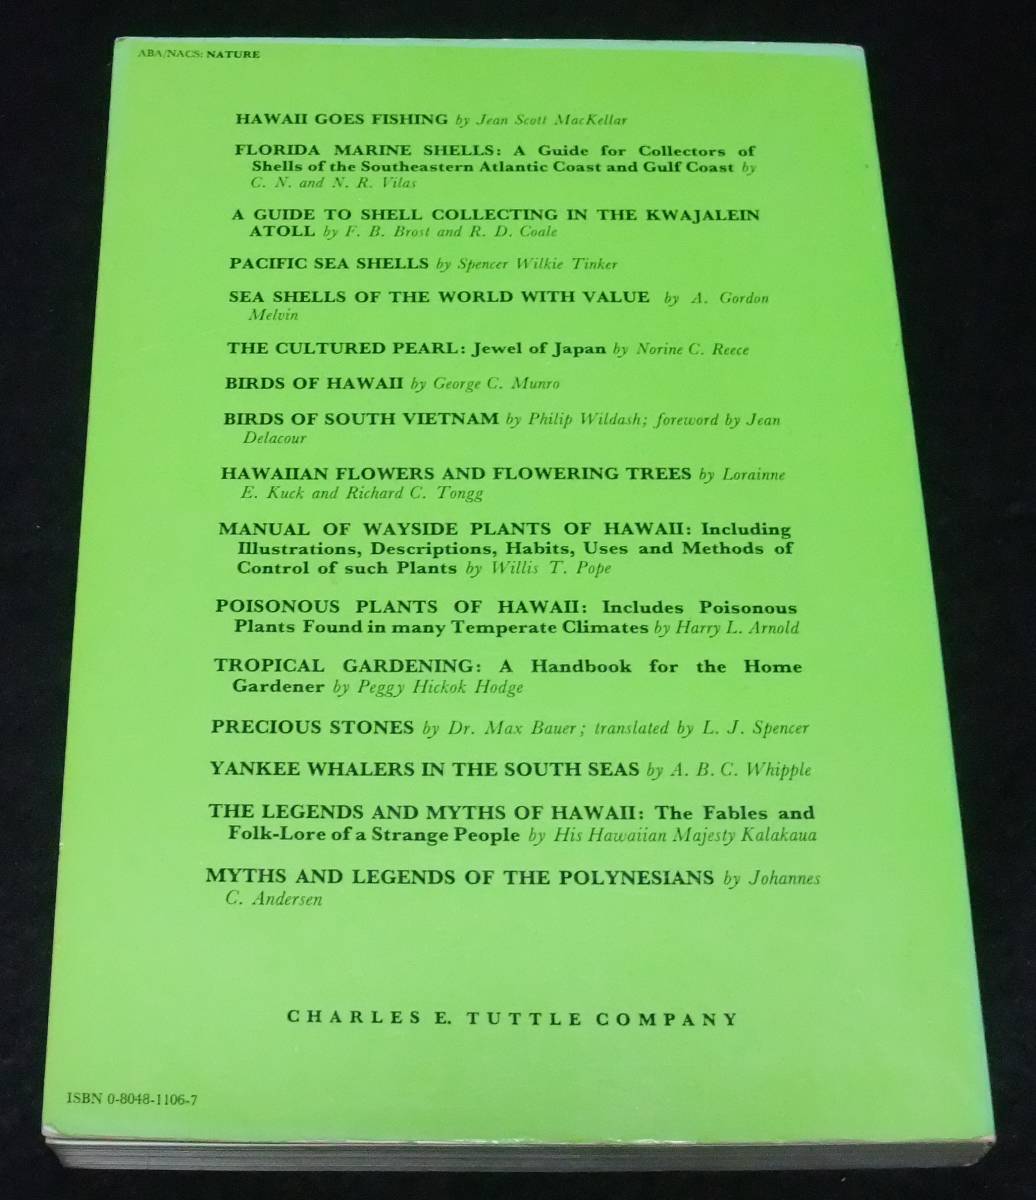 ABA/NACS: NATURE
HAWAII GOES FISHING by Jean Scott MacKellar
FLORIDA MARINE SHELLS: A Guide for Collectors of
Shells of the Southeastern Atlantic Coast and Gulf Coast by
C. N. and N. R. Vilas
A GUIDE TO SHELL COLLECTING IN THE KWAJALEIN
ATOLL by F. B. Brost and R. D. Coale
PACIFIC SEA SHELLS by Spencer Wilkie Tinker
SEA SHELLS OF THE WORLD WITH VALUE by A. Gordon
Melvin
THE CULTURED PEARL: Jewel of Japan by Norine C. Reece
BIRDS OF HAWAII by George C. Munro
BIRDS OF SOUTH VIETNAM by Philip Wildash; foreword by Jean
Delacour
HAWAIIAN FLOWERS AND FLOWERING TREES by Lorainne
E. Kuck and Richard C. Tongg
MANUAL OF WAYSIDE PLANTS OF HAWAII: Including
Illustrations, Descriptions, Habits, Uses and Methods of
Control of such Plants by Willis T. Pope
POISONOUS PLANTS OF HAWAII: Includes Poisonous
Plants Found in many Temperate Climates by Harry L. Arnold
TROPICAL GARDENING: A Handbook for the Home
Gardener by Peggy Hickok Hodge
PRECIOUS STONES by Dr. Max Bauer; translated by L. J. Spencer
YANKEE WHALERS IN THE SOUTH SEAS by A. B. C. Whipple
THE LEGENDS AND MYTHS OF HAWAII: The Fables and
Folk-Lore of a Strange People by His Hawaiian Majesty Kalakaua
MYTHS AND LEGENDS OF THE POLYNESIANS by Johannes
C. Andersen
CHARLES E. TUTTLE COMPANY
ISBN 0-8048-1106-7